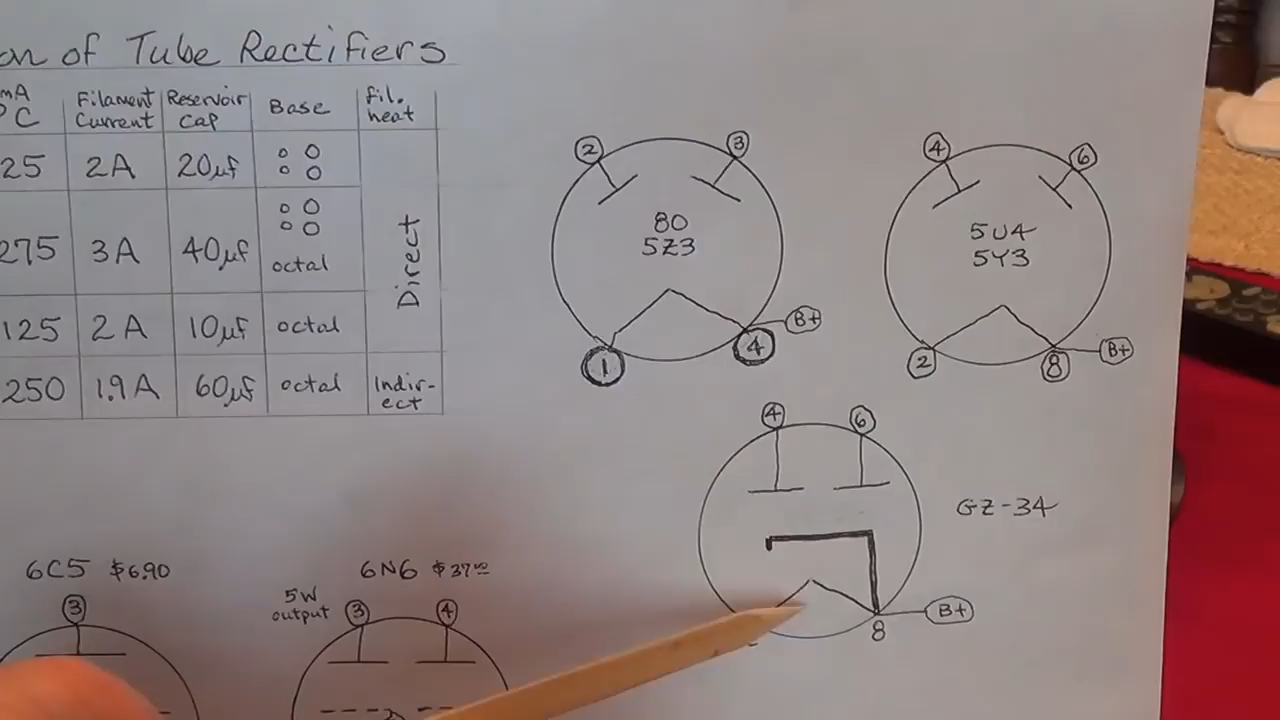 on of Tube Rectifiers
mA °C Filament Current Reservoir Cap Base Fil. heat
25 2A 20µf
275 3A 40µf octal Direct
125 2A 10µf octal
250 1.9A 60µf octal Indir-ect
2 3
80
5Z3
1 4 B+
4 6
5U4
5Y3
2 8 B+
4 6
GZ-34
8 B+
6C5 $6.90
3
6N6 $37.00
5W
output
3 4